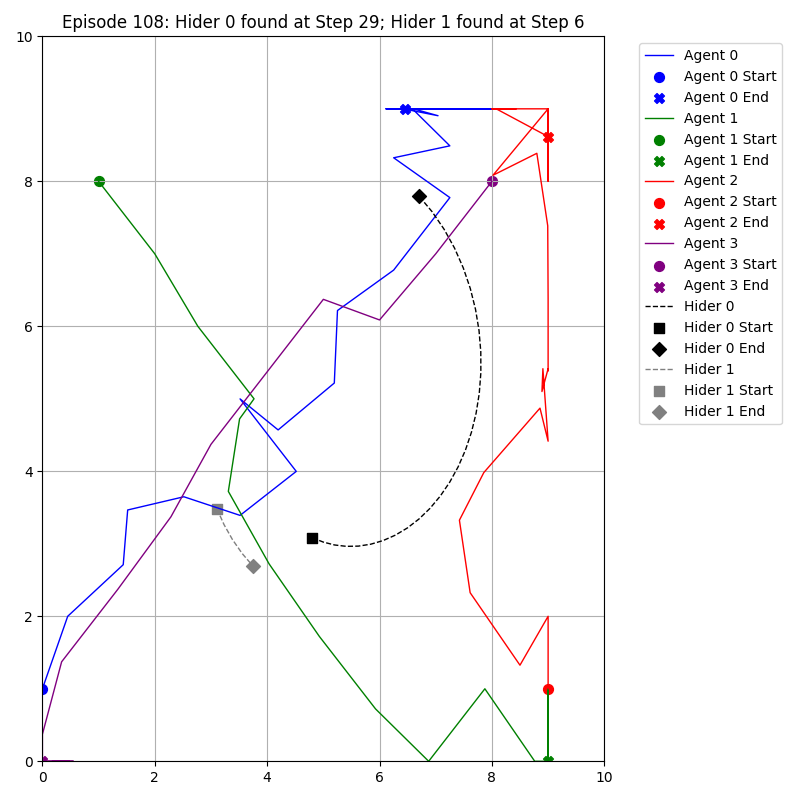 Episode 108: Hider 0 found at Step 29; Hider 1 found at Step 6
10
8
6
4
2
0
0
2
4
6
8
10
Agent 0
Agent 0 Start
Agent 0 End
Agent 1
Agent 1 Start
Agent 1 End
Agent 2
Agent 2 Start
Agent 2 End
Agent 3
Agent 3 Start
Agent 3 End
Hider 0
Hider 0 Start
Hider 0 End
Hider 1
Hider 1 Start
Hider 1 End